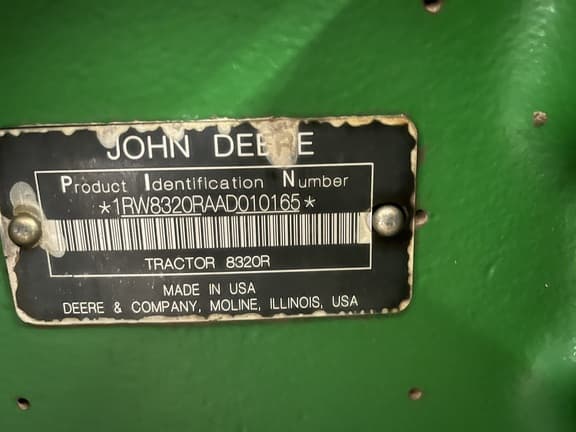 JOHN DEERE
Product Identification Number
*1RW8320RAAD010165*
TRACTOR 8320R
MADE IN USA
DEERE & COMPANY, MOLINE, ILLINOIS, USA